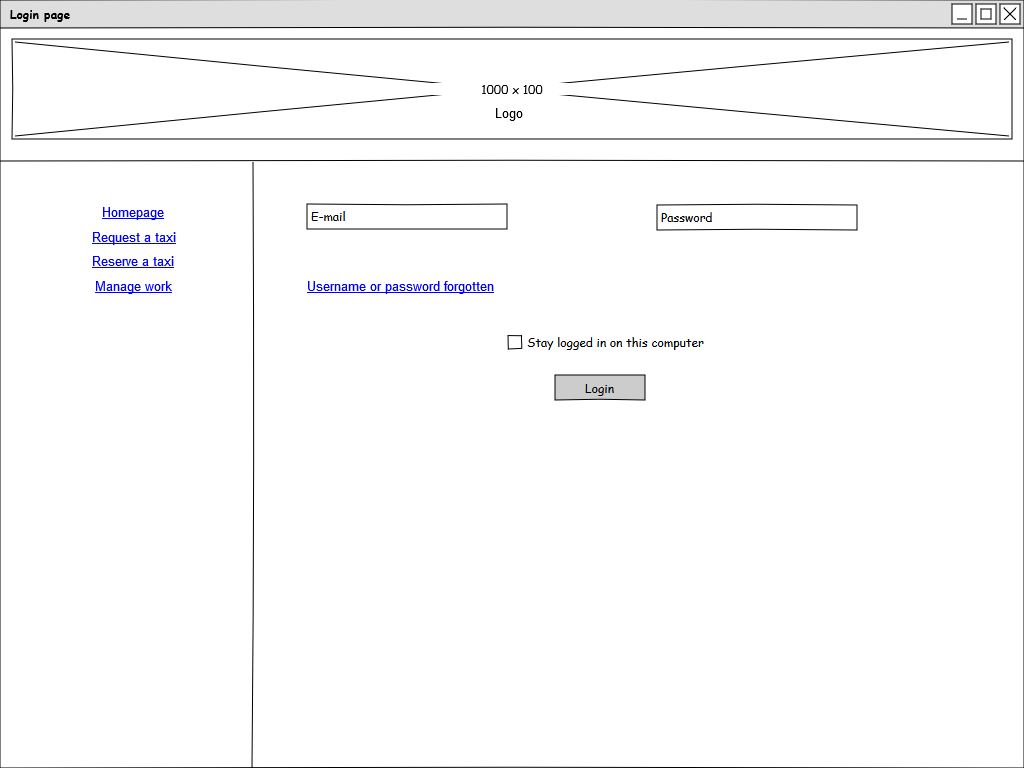 Login page
1000 x 100
Logo
Homepage
Request a taxi
Reserve a taxi
Manage work
E-mail
Password
Username or password forgotten
Stay logged in on this computer
Login